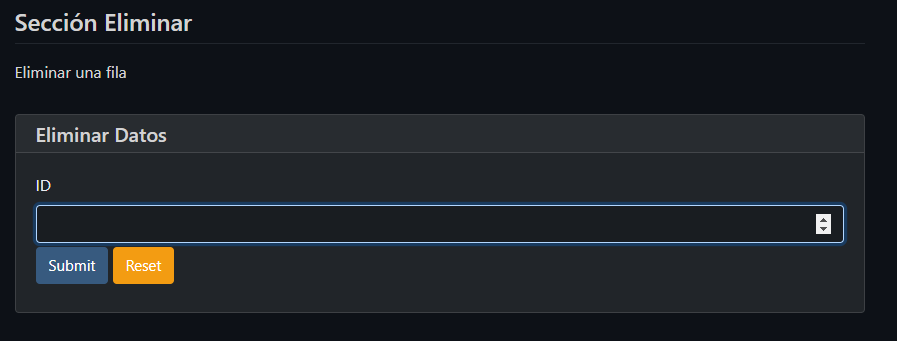 Sección Eliminar
Eliminar una fila
Eliminar Datos
ID
Submit Reset